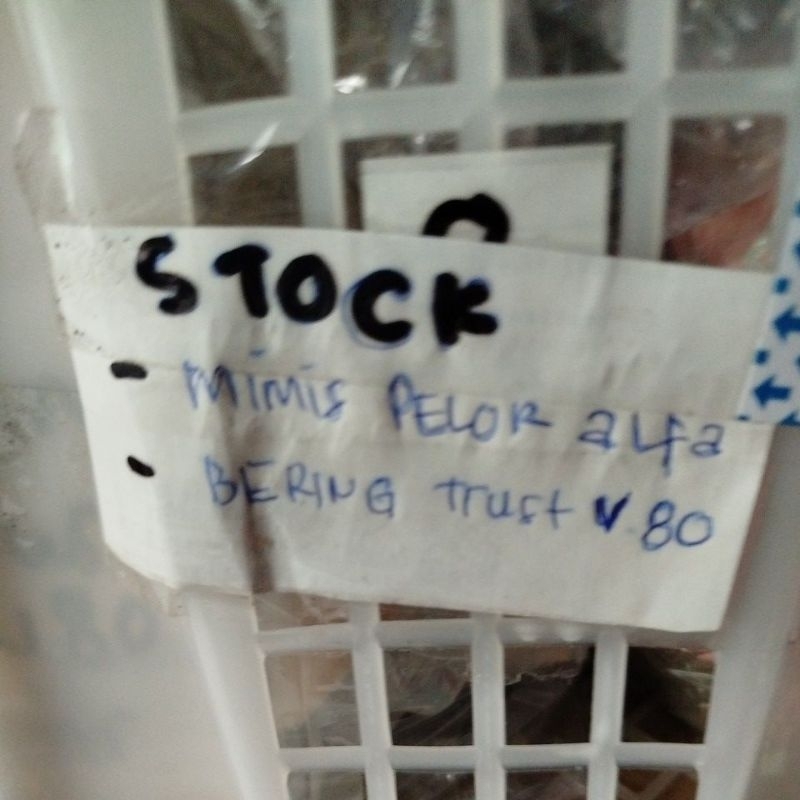 STOCK
- MiMiS PELOR aLfa
- BERING Trust V 80